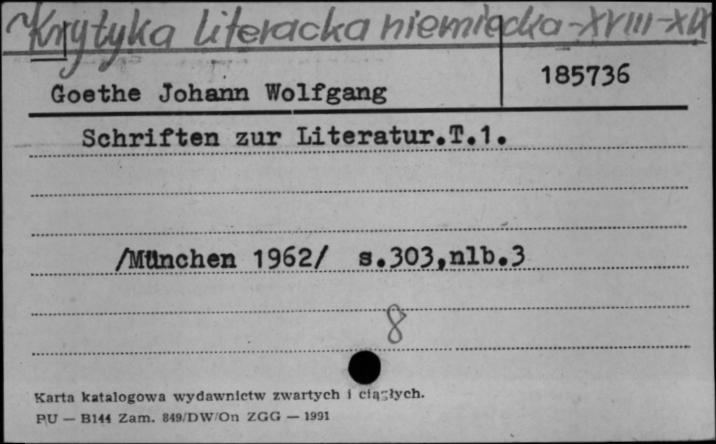 Krytyka literacka niemiecka - XVIII-XIX
185736
Goethe Johann Wolfgang
Schriften zur Literatur.T.1.
/München 1962/ s.303,nlb.3
8
Karta katalogowa wydawnictw zwartych i ciągłych.
PU — B144 Zam. 849/DW/On ZGG — 1991